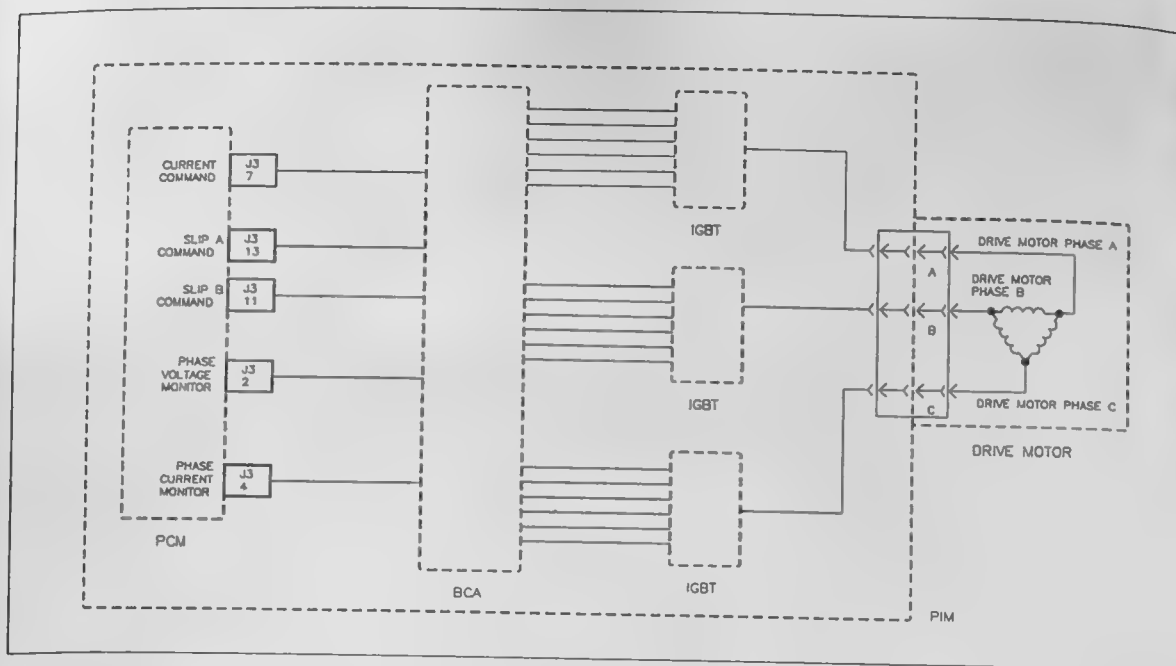 CURRENT
COMMAND
J3
7
SLIP A
COMMAND
J3
13
SLIP B
COMMAND
J3
11
PHASE
VOLTAGE
MONITOR
J3
2
PHASE
CURRENT
MONITOR
J3
4
PCM
BCA
IGBT
IGBT
IGBT
PIM
A
B
C
DRIVE MOTOR PHASE A
DRIVE MOTOR
PHASE B
DRIVE MOTOR PHASE C
DRIVE MOTOR